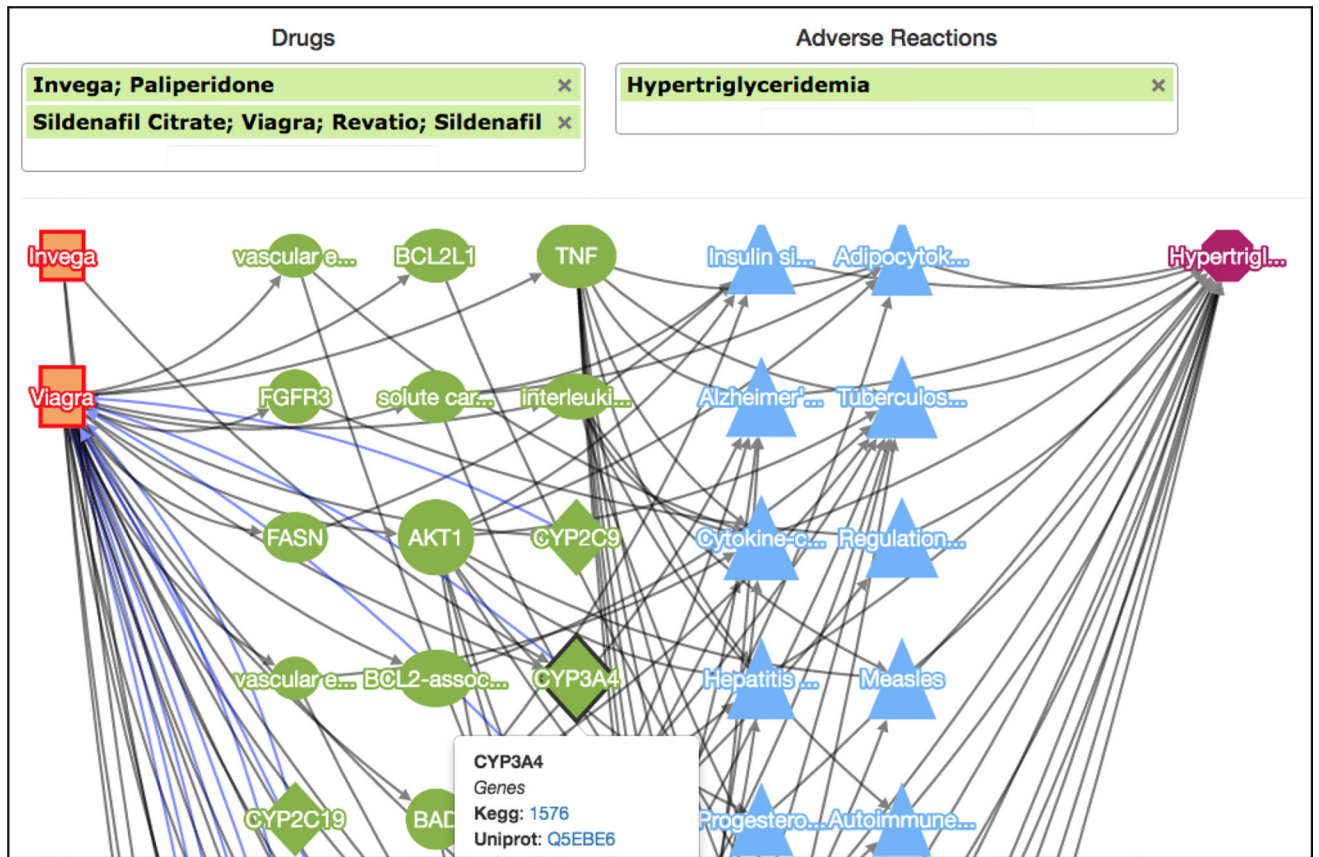 Drugs
Adverse Reactions
Invega; Paliperidone ×
Hypertriglyceridemia ×
Sildenafil Citrate; Viagra; Revatio; Sildenafil ×
Invega
vascular e...
BCL2L1
TNF
Insulin si...
Adipocytok...
Hypertrigl...
Viagra
FGFR3
solute car...
interleuki...
Alzheimer'...
Tuberculos...
FASN
AKT1
CYP2C9
Cytokine-c...
Regulation...
vascular e...
BCL2-assoc...
CYP3A4
Hepatitis ...
Measles
CYP3A4
Genes
Kegg: 1576
Uniprot: Q5EBE6
CYP2C19
BAD
Progestero...
Autoimmune...